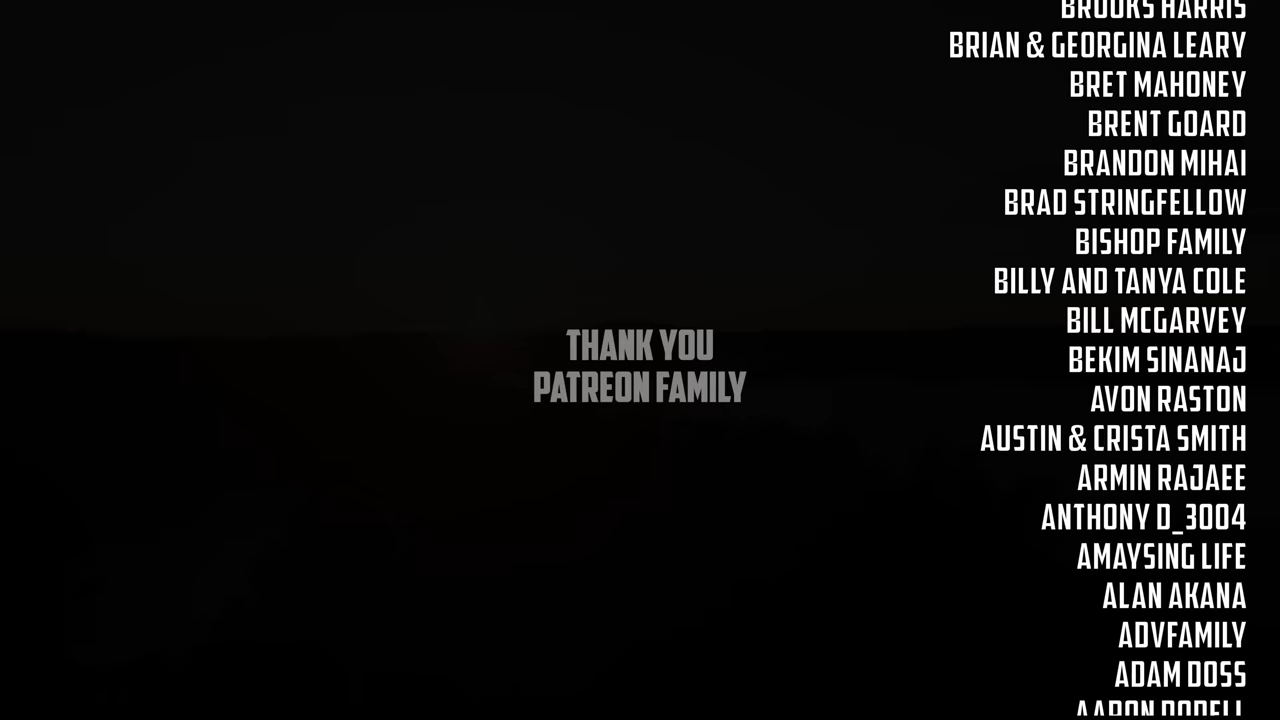 BROOKS HARRIS
BRIAN & GEORGINA LEARY
BRET MAHONEY
BRENT GOARD
BRANDON MIHAI
BRAD STRINGFELLOW
BISHOP FAMILY
BILLY AND TANYA COLE
BILL MCGARVEY
BEKIM SINANAJ
AVON RASTON
AUSTIN & CRISTA SMITH
ARMIN RAJAEE
ANTHONY D_3004
AMAYSING LIFE
ALAN AKANA
ADVFAMILY
ADAM DOSS
AARON
THANK YOU
PATREON FAMILY